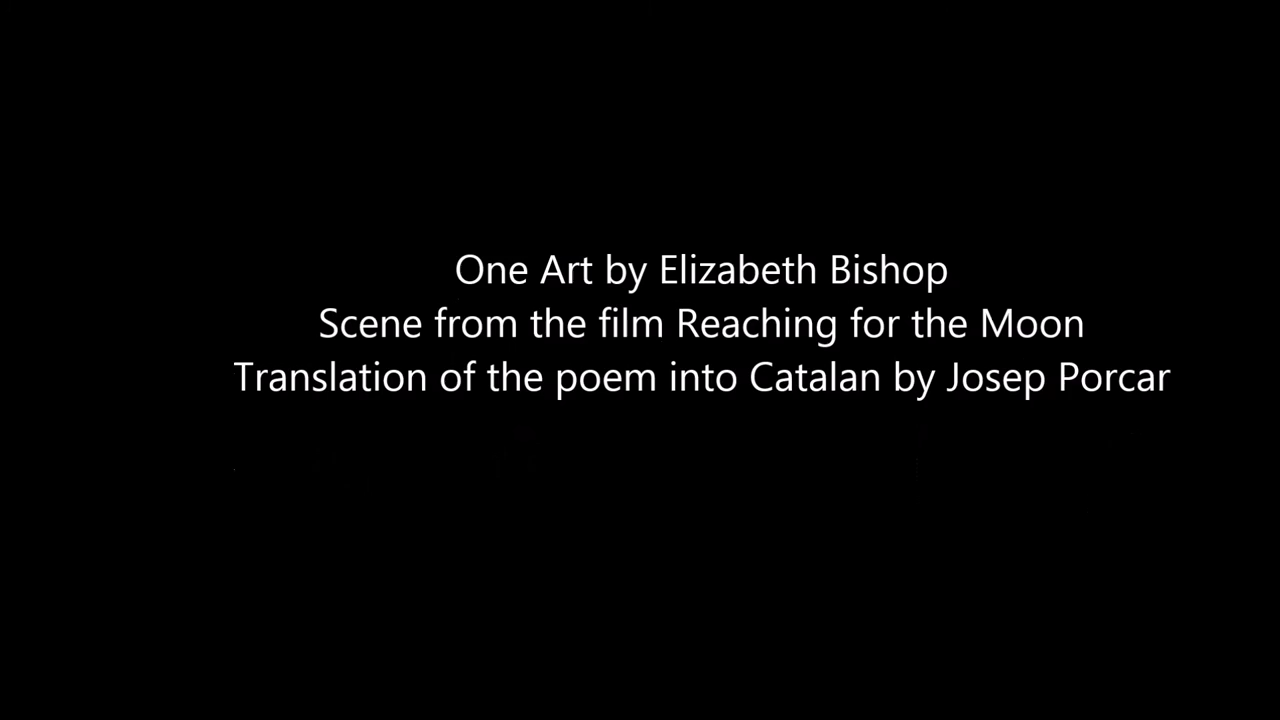 One Art by Elizabeth Bishop
Scene from the film Reaching for the Moon
Translation of the poem into Catalan by Josep Porcar